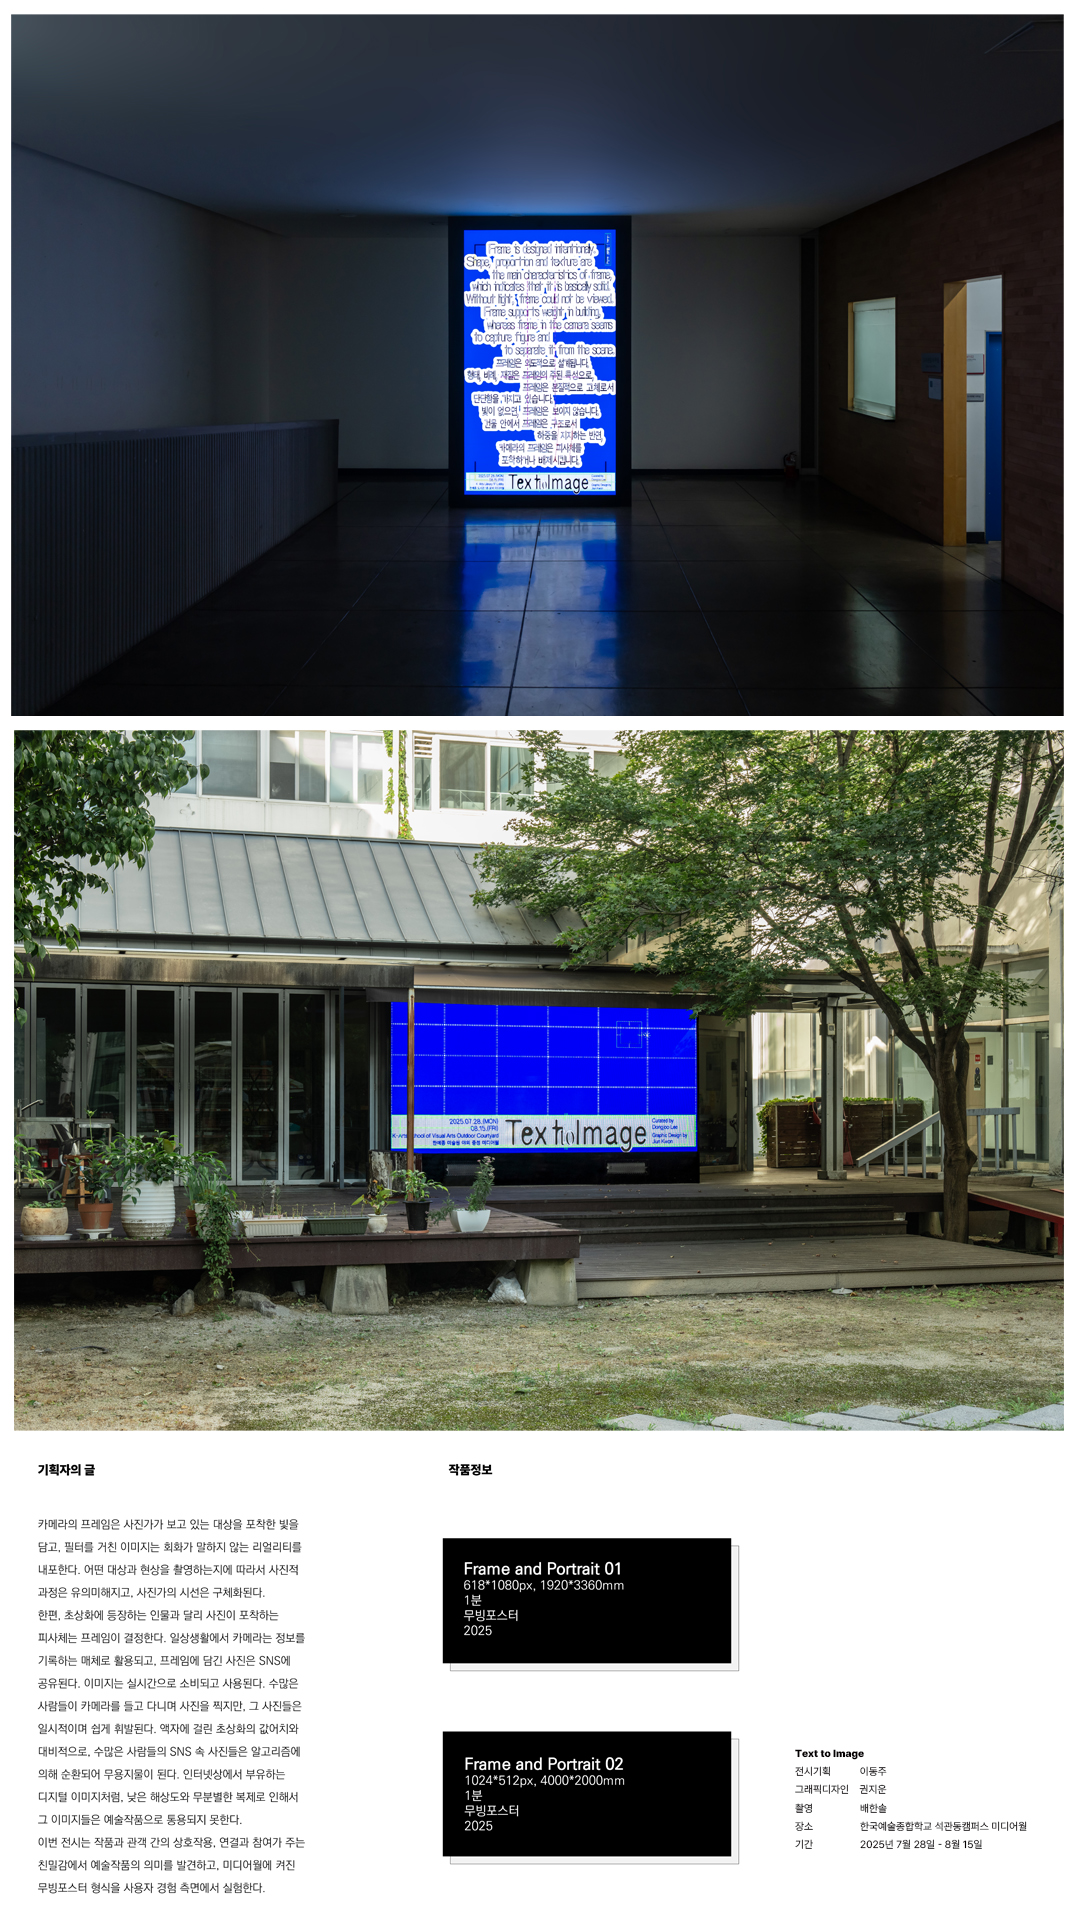 Frame is designed intentionally.
Shape, proportion and texture are
the main characteristics of frame,
which indicates that it is basically solid.
Without light, frame could not be viewed.
Frame supports weight in building,
whereas frame in the camera seems
to capture figure and
to separate it from the scene.
프레임은 의도적으로 설계됩니다.
형태, 비례, 재질은 프레임의 주된 특성으로,
프레임은 본질적으로 고체로서
단단함을 가지고 있습니다.
빛이 없으면, 프레임은 보이지 않습니다.
건물 안에서 프레임은 구조로서
하중을 지지하는 반면,
카메라의 프레임은 피사체를
포착하거나 배제시킵니다.
Text to Image
2025.07.28.(MON)
08.15.(FRI)
K-Arts School of Visual Arts Outdoor Courtyard
한예종 미술원 야외 중정 미디어월
Text to Image
Curated by
Dongjoo Lee
Graphic Design by
Jiun Kwon
기획자의 글
카메라의 프레임은 사진가가 보고 있는 대상을 포착한 빛을
담고, 필터를 거친 이미지는 회화가 말하지 않는 리얼리티를
내포한다. 어떤 대상과 현상을 촬영하는지에 따라서 사진적
과정은 유의미해지고, 사진가의 시선은 구체화된다.
한편, 초상화에 등장하는 인물과 달리 사진이 포착하는
피사체는 프레임이 결정한다. 일상생활에서 카메라는 정보를
기록하는 매체로 활용되고, 프레임에 담긴 사진은 SNS에
공유된다. 이미지는 실시간으로 소비되고 사용된다. 수많은
사람들이 카메라를 들고 다니며 사진을 찍지만, 그 사진들은
일시적이며 쉽게 휘발된다. 액자에 걸린 초상화의 값어치와
대비적으로, 수많은 사람들의 SNS 속 사진들은 알고리즘에
의해 순환되어 무용지물이 된다. 인터넷상에서 부유하는
디지털 이미지처럼, 낮은 해상도와 무분별한 복제로 인해서
그 이미지들은 예술작품으로 통용되지 못한다.
이번 전시는 작품과 관객 간의 상호작용, 연결과 참여가 주는
친밀감에서 예술작품의 의미를 발견하고, 미디어월에 켜진
무빙포스터 형식을 사용자 경험 측면에서 실험한다.
작품정보
Frame and Portrait 01
618*1080px, 1920*3360mm
1분
무빙포스터
2025
Frame and Portrait 02
1024*512px, 4000*2000mm
1분
무빙포스터
2025
Text to Image
전시기획 이동주
그래픽디자인 권지운
촬영 배한솔
장소 한국예술종합학교 석관동캠퍼스 미디어월
기간 2025년 7월 28일 - 8월 15일